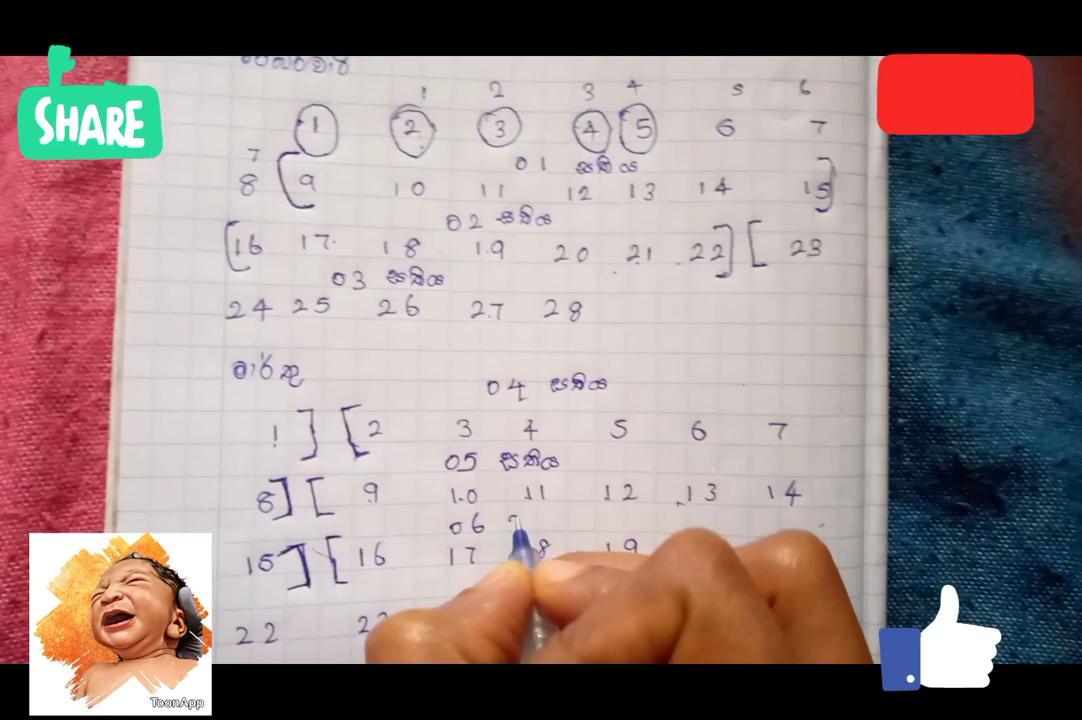 SHARE
පෙබරවාරි
1 2 3 4 5 6
1 2 3 4 5 6 7
7 01 සතිය
8 9 10 11 12 13 14 15
02 සතිය
16 17 18 19 20 21 22 23
03 සතිය
24 25 26 27 28
මාර්තු
04 සතිය
1 2 3 4 5 6 7
05 සතිය
8 9 10 11 12 13 14
06
15 16 17 18 19
22
ToonApp